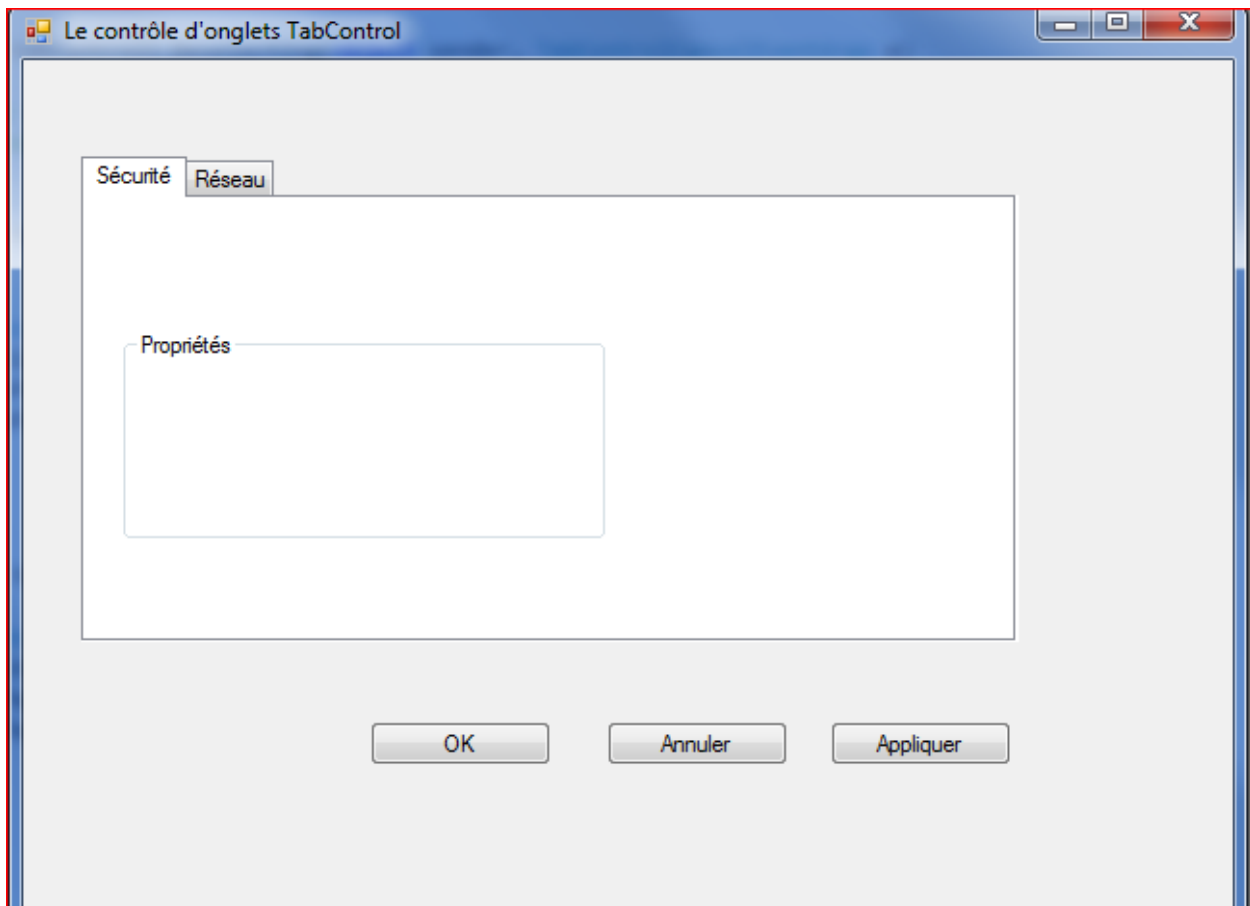 Le contrôle d'onglets TabControl
Sécurité Réseau
Propriétés
OK Annuler Appliquer